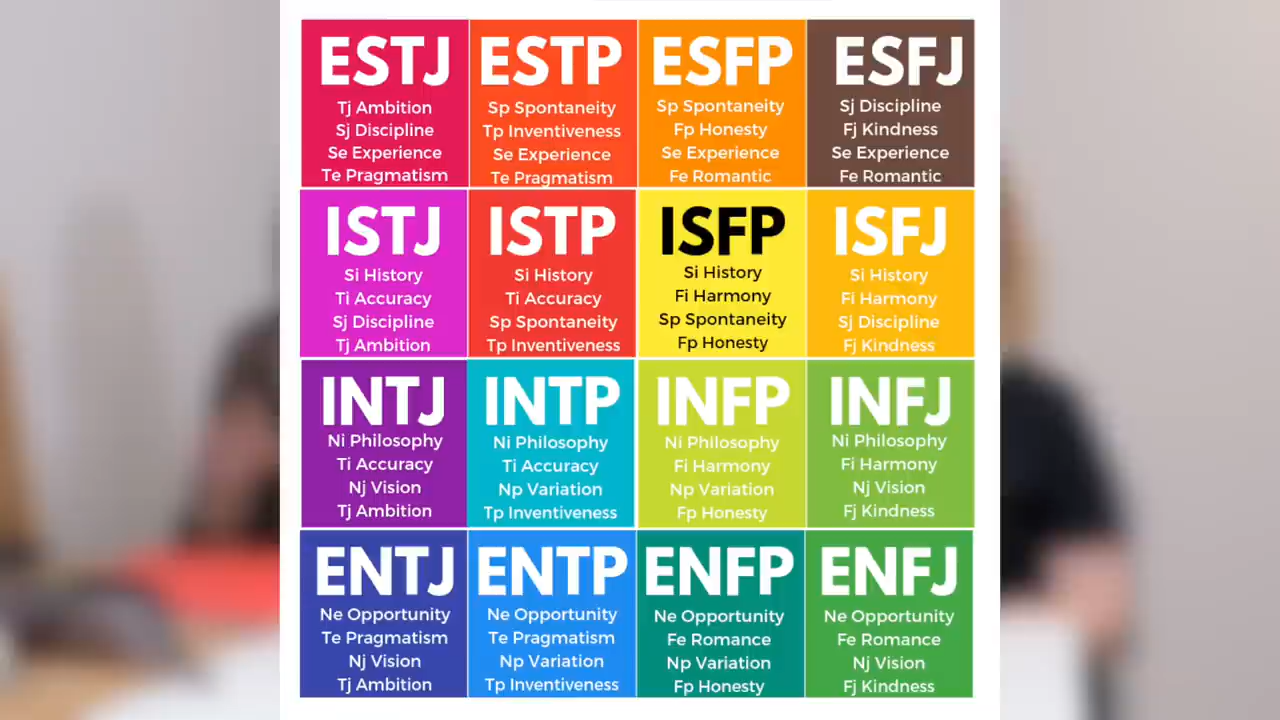 ESTJ
Tj Ambition
Sj Discipline
Se Experience
Te Pragmatism
ESTP
Sp Spontaneity
Tp Inventiveness
Se Experience
Te Pragmatism
ESFP
Sp Spontaneity
Fp Honesty
Se Experience
Fe Romantic
ESFJ
Sj Discipline
Fj Kindness
Se Experience
Fe Romantic
ISTJ
Si History
Ti Accuracy
Sj Discipline
Tj Ambition
ISTP
Si History
Ti Accuracy
Sp Spontaneity
Tp Inventiveness
ISFP
Si History
Fi Harmony
Sp Spontaneity
Fp Honesty
ISFJ
Si History
Fi Harmony
Sj Discipline
Fj Kindness
INTJ
Ni Philosophy
Ti Accuracy
Nj Vision
Tj Ambition
INTP
Ni Philosophy
Ti Accuracy
Np Variation
Tp Inventiveness
INFP
Ni Philosophy
Fi Harmony
Np Variation
Fp Honesty
INFJ
Ni Philosophy
Fi Harmony
Nj Vision
Fj Kindness
ENTJ
Ne Opportunity
Te Pragmatism
Nj Vision
Tj Ambition
ENTP
Ne Opportunity
Te Pragmatism
Np Variation
Tp Inventiveness
ENFP
Ne Opportunity
Fe Romance
Np Variation
Fp Honesty
ENFJ
Ne Opportunity
Fe Romance
Nj Vision
Fj Kindness